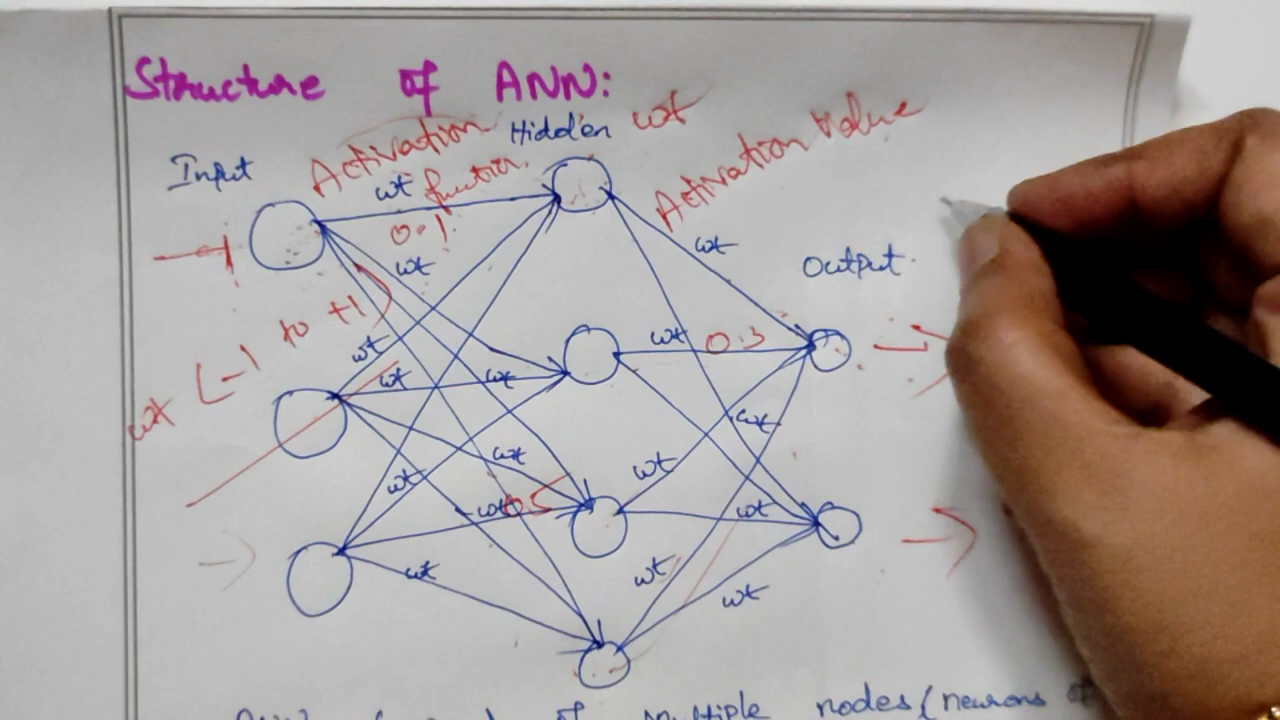 Structure of ANN:
Hidden wt
Input
Activation function
Activation Value
wt
0.1
wt
wt
Output
wt (-1 to +1)
wt
wt
wt
wt 0.3
wt
wt
wt
wt
wt 0.5
wt
wt
wt
wt
of multiple nodes (neurons of